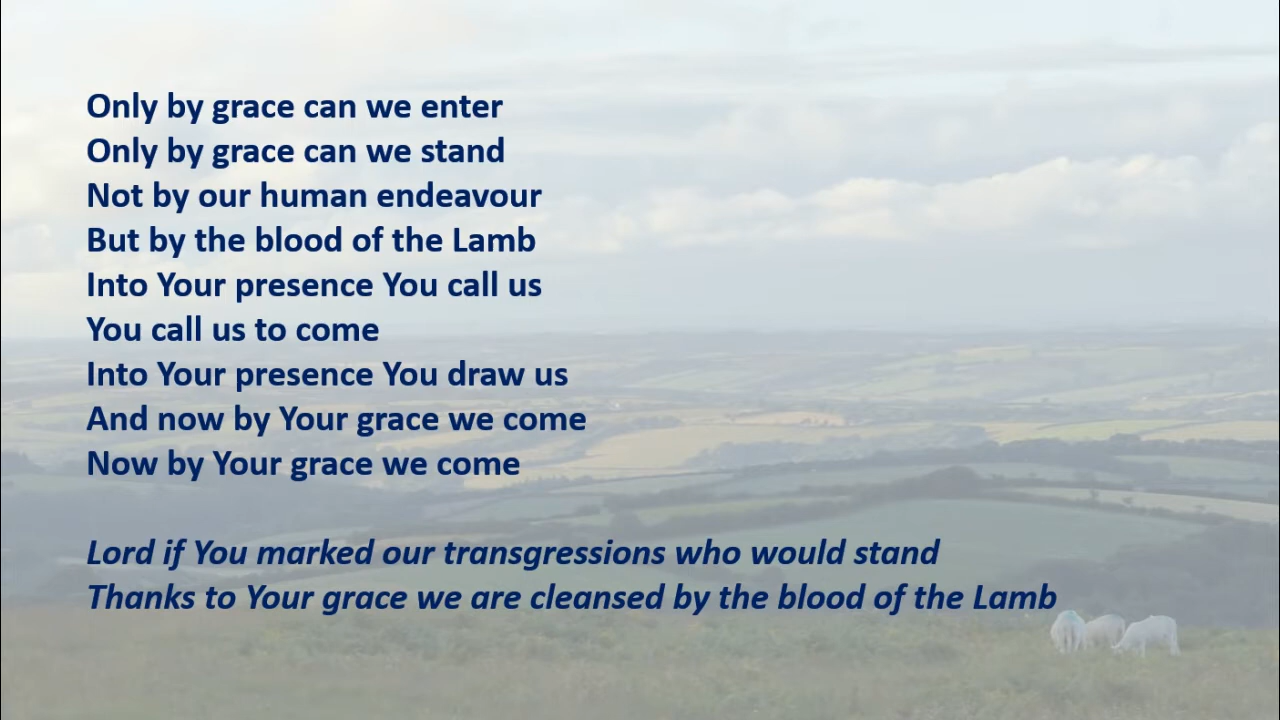 Only by grace can we enter
Only by grace can we stand
Not by our human endeavour
But by the blood of the Lamb
Into Your presence You call us
You call us to come
Into Your presence You draw us
And now by Your grace we come
Now by Your grace we come
Lord if You marked our transgressions who would stand
Thanks to Your grace we are cleansed by the blood of the Lamb